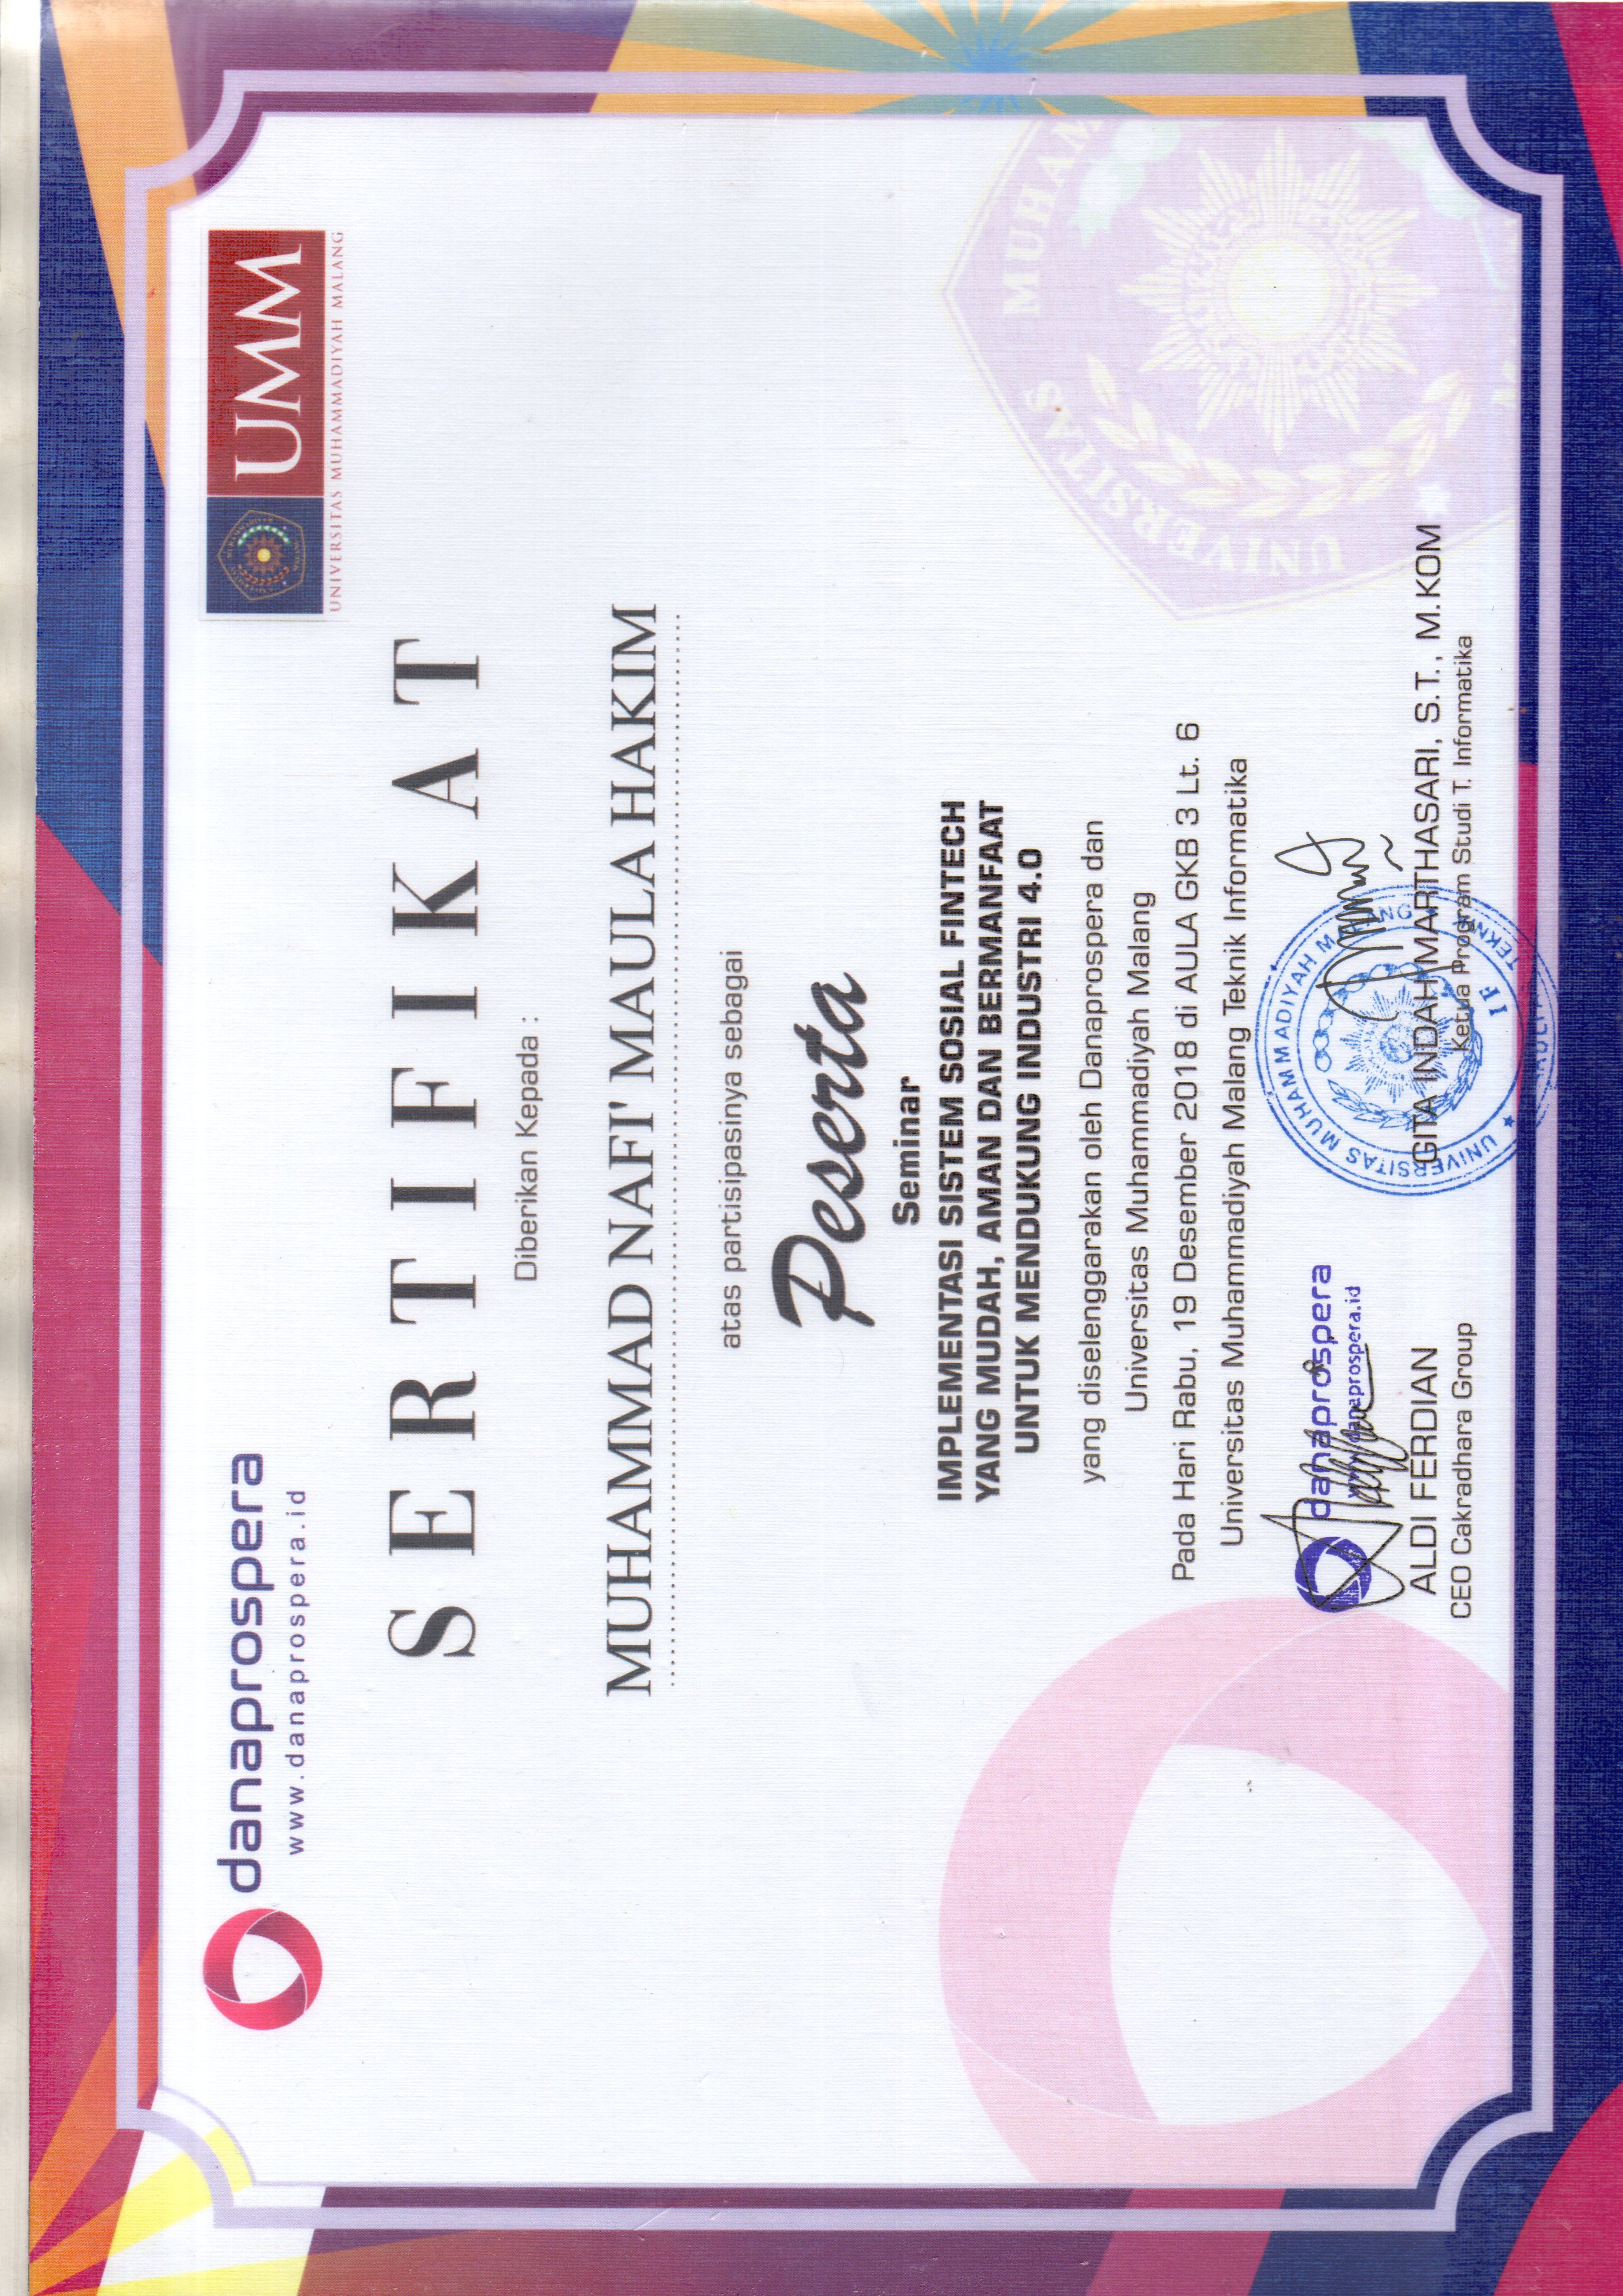 danaprospera
www.danaprospera.id
UMM
UNIVERSITAS MUHAMMADIYAH MALANG
SERTIFIKAT
Diberikan Kepada :
MUHAMMAD NAFI' MAULA HAKIM
atas partisipasinya sebagai
Peserta
Seminar
IMPLEMENTASI SISTEM SOSIAL FINTECH
YANG MUDAH, AMAN DAN BERMANFAAT
UNTUK MENDUKUNG INDUSTRI 4.0
yang diselenggarakan oleh Danaprospera dan
Universitas Muhammadiyah Malang
Pada Hari Rabu, 19 Desember 2018 di AULA GKB 3 Lt. 6
Universitas Muhammadiyah Malang Teknik Informatika
danaprospera
www.danaprospera.id
ALDI FERDIAN
CEO Cakradhara Group
UNIVERSITAS MUHAMMADIYAH MALANG
TEKNIK
IF
GITA INDAH MARTHASARI, S.T., M.KOM
Ketua Program Studi T. Informatika
UNIVERSITAS MUHAM